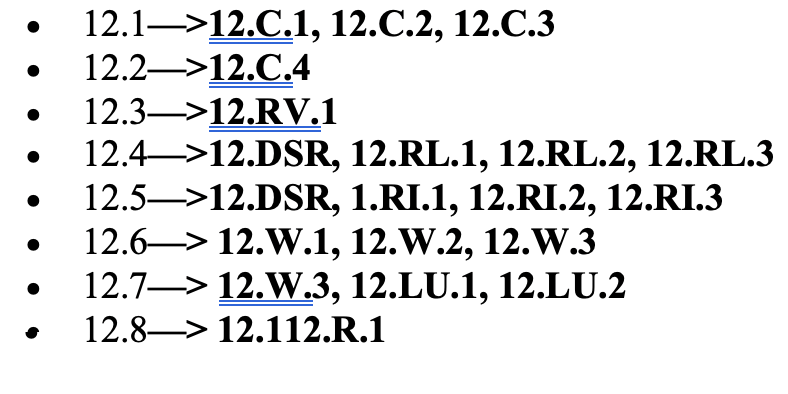 • 12.1—>12.C.1, 12.C.2, 12.C.3
• 12.2—>12.C.4
• 12.3—>12.RV.1
• 12.4—>12.DSR, 12.RL.1, 12.RL.2, 12.RL.3
• 12.5—>12.DSR, 1.RI.1, 12.RI.2, 12.RI.3
• 12.6—> 12.W.1, 12.W.2, 12.W.3
• 12.7—> 12.W.3, 12.LU.1, 12.LU.2
• 12.8—> 12.112.R.1